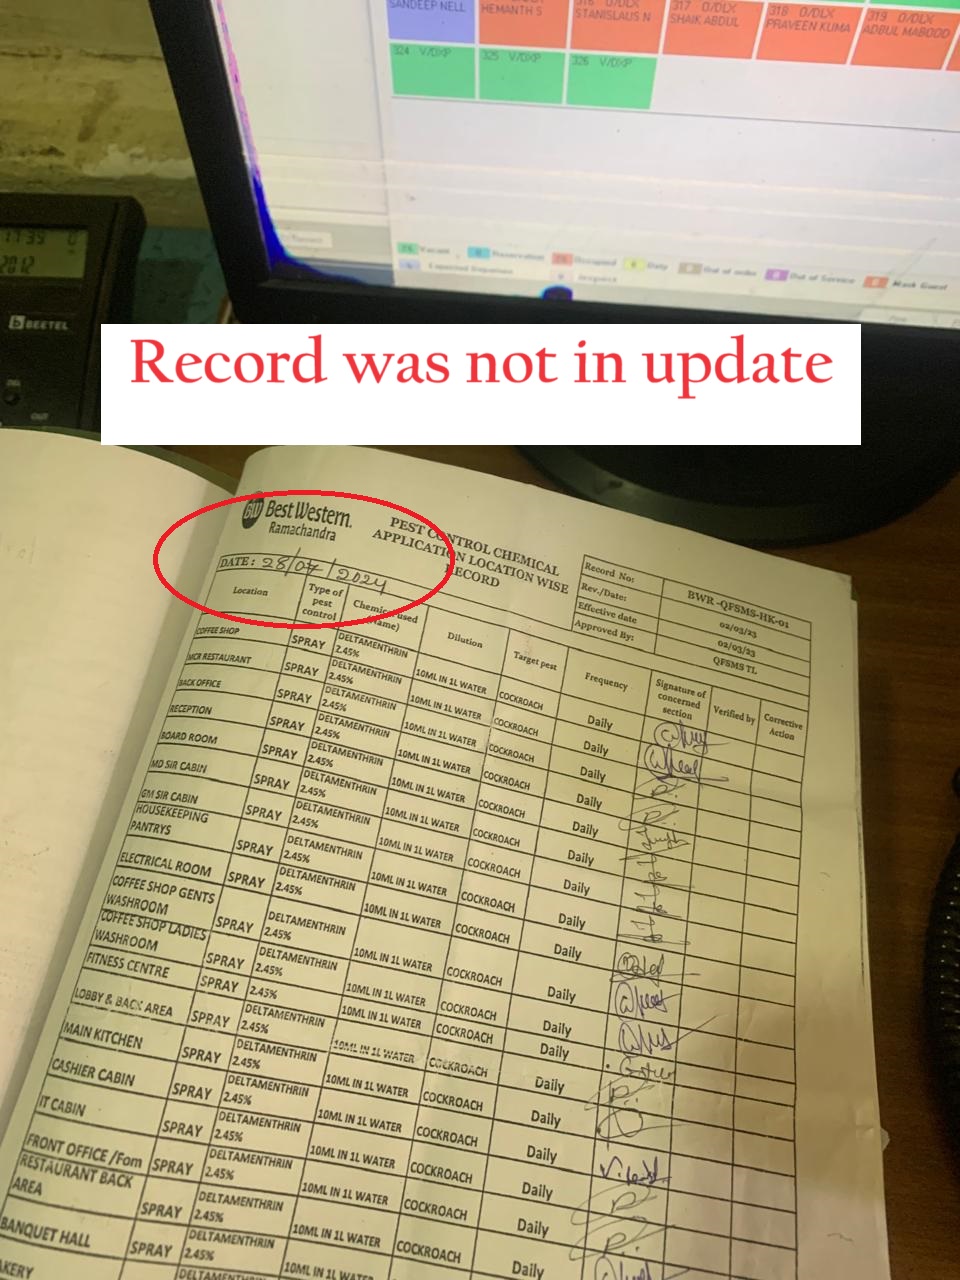 SANDEEP NELL
HEMANTH S
316 O/DLX
STANISLAUS N
317 O/DLX
SHAIK ABDUL
318 O/DLX
PRAVEEN KUMA
319 O/DLX
ADBUL MABOOD
324 V/DXP
325 V/DXP
326 V/DXP
Vacant
Reservation
Occupied
Dirty
Out of order
Out of Service
Mask Guest
Expected Departure
17 39
2012
BEETEL
OUT
Record was not in update
BW Best Western.
Ramachandra
PEST CONTROL CHEMICAL
APPLICATION LOCATION WISE
RECORD
Record No: BWR -QFSMS-HK-01
Rev./Date: 02/03/23
Effective date 02/03/23
Approved By: QFSMS TL
DATE: 28/07/2024
Location Type of pest control Chemical used (Name) Dilution Target pest Frequency Signature of concerned section Verified by Corrective Action
COFFEE SHOP SPRAY DELTAMENTHRIN 2.45% 10ML IN 1L WATER COCKROACH Daily
MCR RESTAURANT SPRAY DELTAMENTHRIN 2.45% 10ML IN 1L WATER COCKROACH Daily
BACK OFFICE SPRAY DELTAMENTHRIN 2.45% 10ML IN 1L WATER COCKROACH Daily
RECEPTION SPRAY DELTAMENTHRIN 2.45% 10ML IN 1L WATER COCKROACH Daily
BOARD ROOM SPRAY DELTAMENTHRIN 2.45% 10ML IN 1L WATER COCKROACH Daily
MD SIR CABIN SPRAY DELTAMENTHRIN 2.45% 10ML IN 1L WATER COCKROACH Daily
GM SIR CABIN SPRAY DELTAMENTHRIN 2.45% 10ML IN 1L WATER COCKROACH Daily
HOUSEKEEPING PANTRYS SPRAY DELTAMENTHRIN 2.45% 10ML IN 1L WATER COCKROACH Daily
ELECTRICAL ROOM SPRAY DELTAMENTHRIN 2.45% 10ML IN 1L WATER COCKROACH Daily
COFFEE SHOP GENTS WASHROOM SPRAY DELTAMENTHRIN 2.45% 10ML IN 1L WATER COCKROACH Daily
COFFEE SHOP LADIES WASHROOM SPRAY DELTAMENTHRIN 2.45% 10ML IN 1L WATER COCKROACH Daily
FITNESS CENTRE SPRAY 2.45% 10ML IN 1L WATER COCKROACH Daily
LOBBY & BACK AREA SPRAY DELTAMENTHRIN 2.45% 10ML IN 1L WATER COCKROACH Daily
MAIN KITCHEN SPRAY DELTAMENTHRIN 2.45% 10ML IN 1L WATER COCKROACH Daily
CASHIER CABIN SPRAY DELTAMENTHRIN 2.45% 10ML IN 1L WATER COCKROACH Daily
IT CABIN SPRAY DELTAMENTHRIN 2.45% 10ML IN 1L WATER COCKROACH Daily
FRONT OFFICE /Fom SPRAY DELTAMENTHRIN 2.45% 10ML IN 1L WATER COCKROACH Daily
RESTAURANT BACK AREA SPRAY DELTAMENTHRIN 2.45% 10ML IN 1L WATER COCKROACH Daily
BANQUET HALL SPRAY DELTAMENTHRIN 2.45% 10ML IN 1L WATER COCKROACH Daily